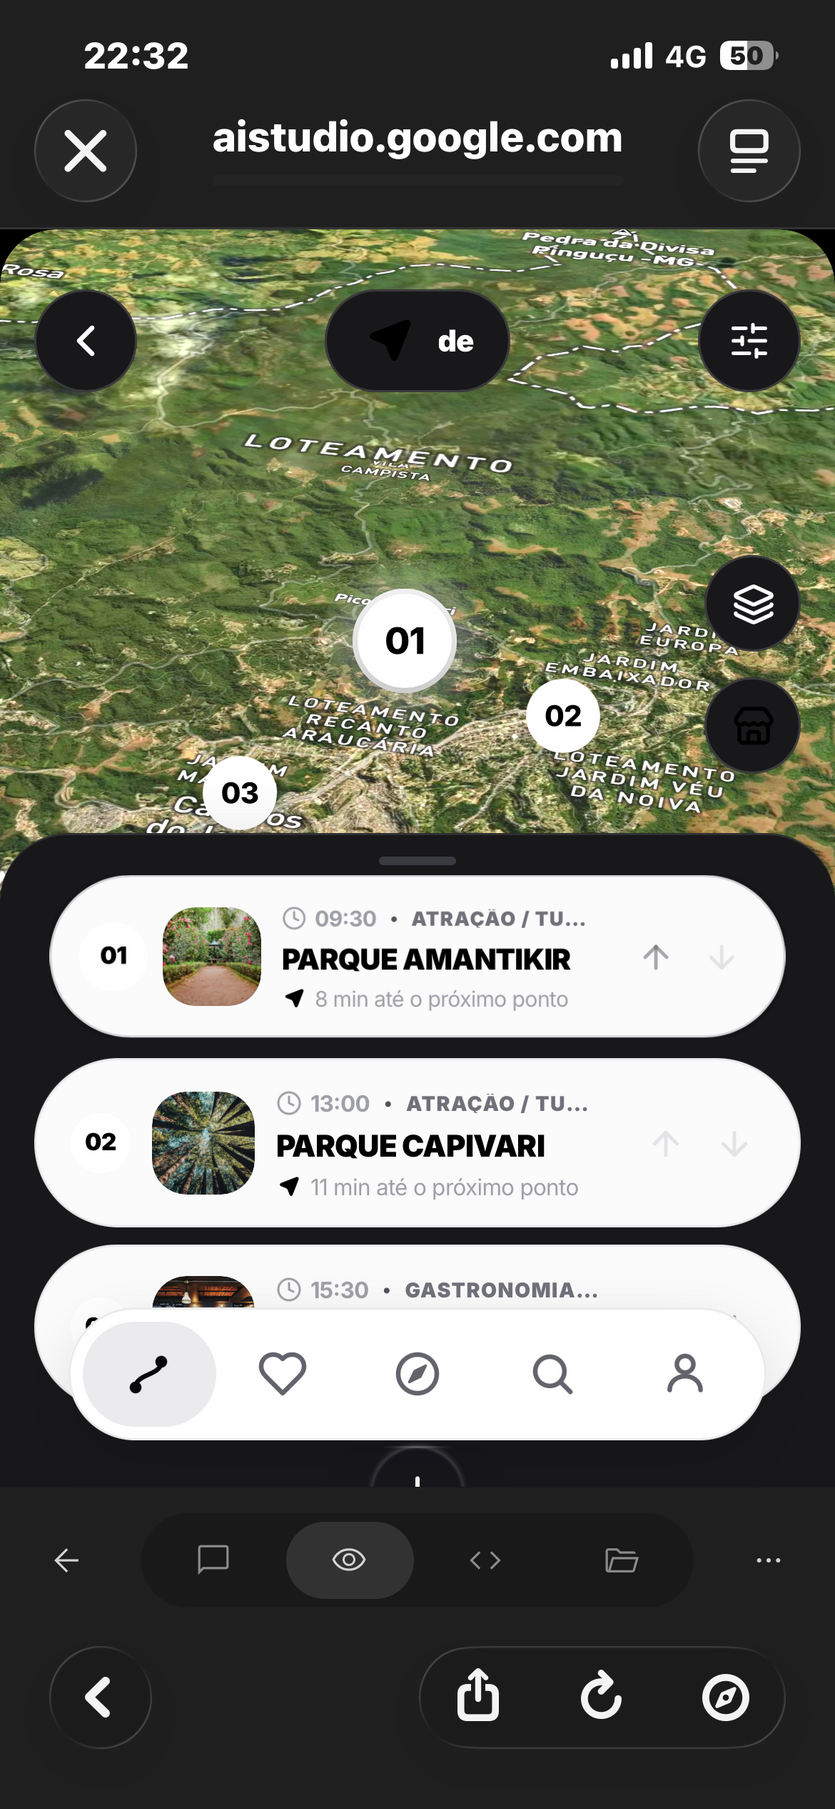 22:32
4G
50
aistudio.google.com
Pedra da Divisa
Pinguçu -MG
Rosa
de
LOTEAMENTO
VILA
CAMPISTA
01
JARDIM
EMBAIXADOR
EUROPA
02
LOTEAMENTO
RECANTO
ARAUCÁRIA
LOTEAMENTO
JARDIM VÉU
DA NOIVA
03
01
09:30 • ATRAÇÃO / TU...
PARQUE AMANTIKIR
8 min até o próximo ponto
02
13:00 • ATRAÇÃO / TU...
PARQUE CAPIVARI
11 min até o próximo ponto
15:30 • GASTRONOMIA...